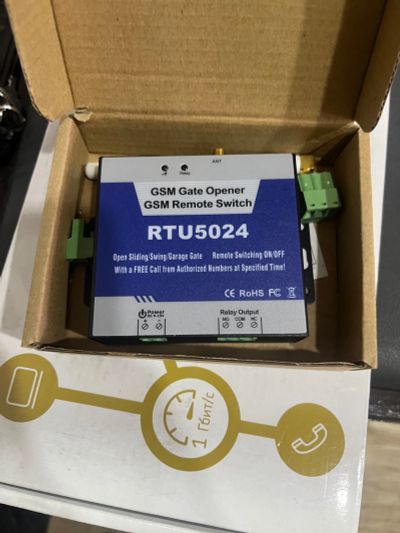 ANT
Relay
GSM Gate Opener
GSM Remote Switch
RTU5024
Open Sliding/Swing/Garage Gate Remote Switching ON/OFF
With a FREE Call from Authorized Numbers at Specified Time!
CE RoHS FC
Power
Relay Output
NO COM NC
1 Гбит/с